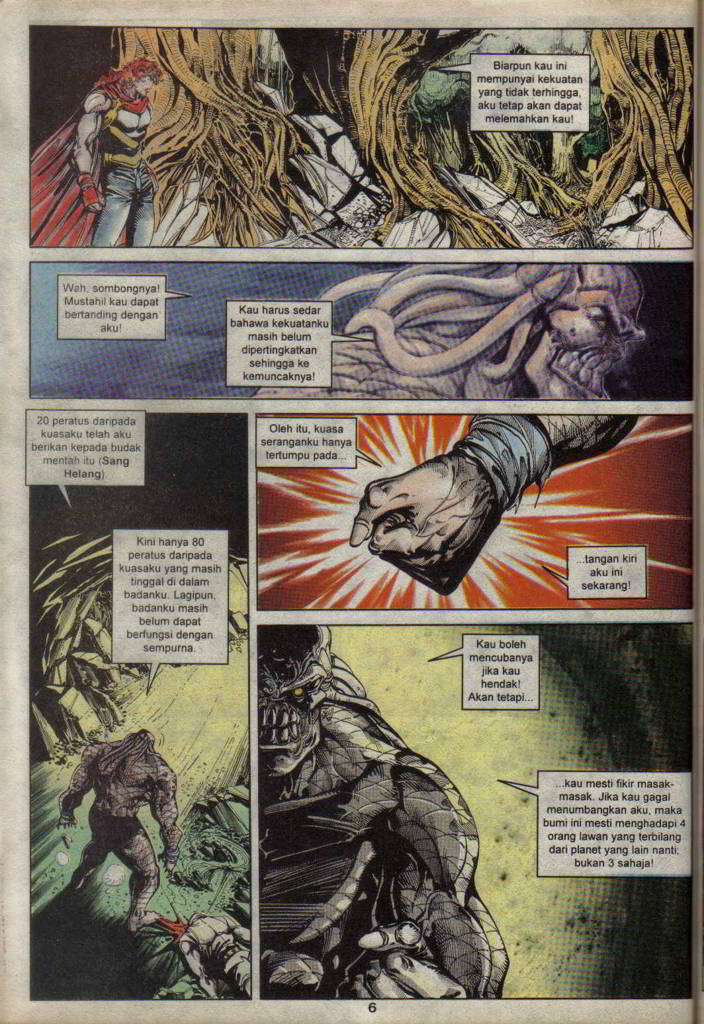 Biarpun kau ini
mempunyai kekuatan
yang tidak terhingga,
aku tetap akan dapat
melemahkan kau!
Wah, sombongnya!
Mustahil kau dapat
bertanding dengan
aku!
Kau harus sedar
bahawa kekuatanku
masih belum
dipertingkatkan
sehingga ke
kemuncaknya!
20 peratus daripada
kuasaku telah aku
berikan kepada budak
mentah itu (Sang
Helang)
Kini hanya 80
peratus daripada
kuasaku yang masih
tinggal di dalam
badanku. Lagipun,
badanku masih
belum dapat
berfungsi dengan
sempurna.
Oleh itu, kuasa
seranganku hanya
tertumpu pada...
...tangan kiri
aku ini
sekarang!
Kau boleh
mencubanya
jika kau
hendak!
Akan tetapi...
...kau mesti fikir masak-
masak. Jika kau gagal
menumbangkan aku, maka
bumi ini mesti menghadapi 4
orang lawan yang terbilang
dari planet yang lain nanti,
bukan 3 sahaja!
6